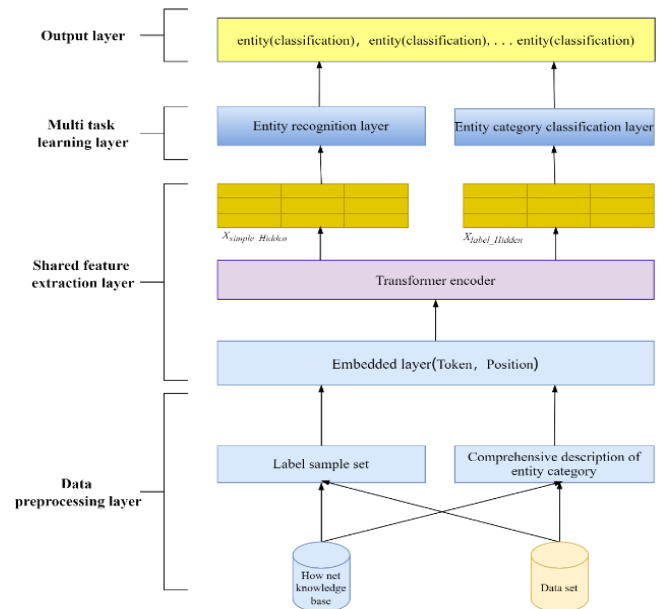 Output layer
entity(classification), entity(classification),... entity(classification)
Multi task
learning layer
Entity recognition layer
Entity category classification layer
X_simple_Hidden
X_label_Hidden
Shared feature
extraction layer
Transformer encoder
Embedded layer(Token, Position)
Data
preprocessing layer
Label sample set
Comprehensive description of
entity category
How net
knowledge
base
Data set